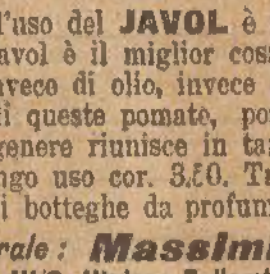 l'uso del JAVOL è
avol è il miglior cos
nvece di olio, invece
i queste pomate, po
genere riunisce in ta
ngo uso cor. 3.50. T
i botteghe da profum
rale : Massim